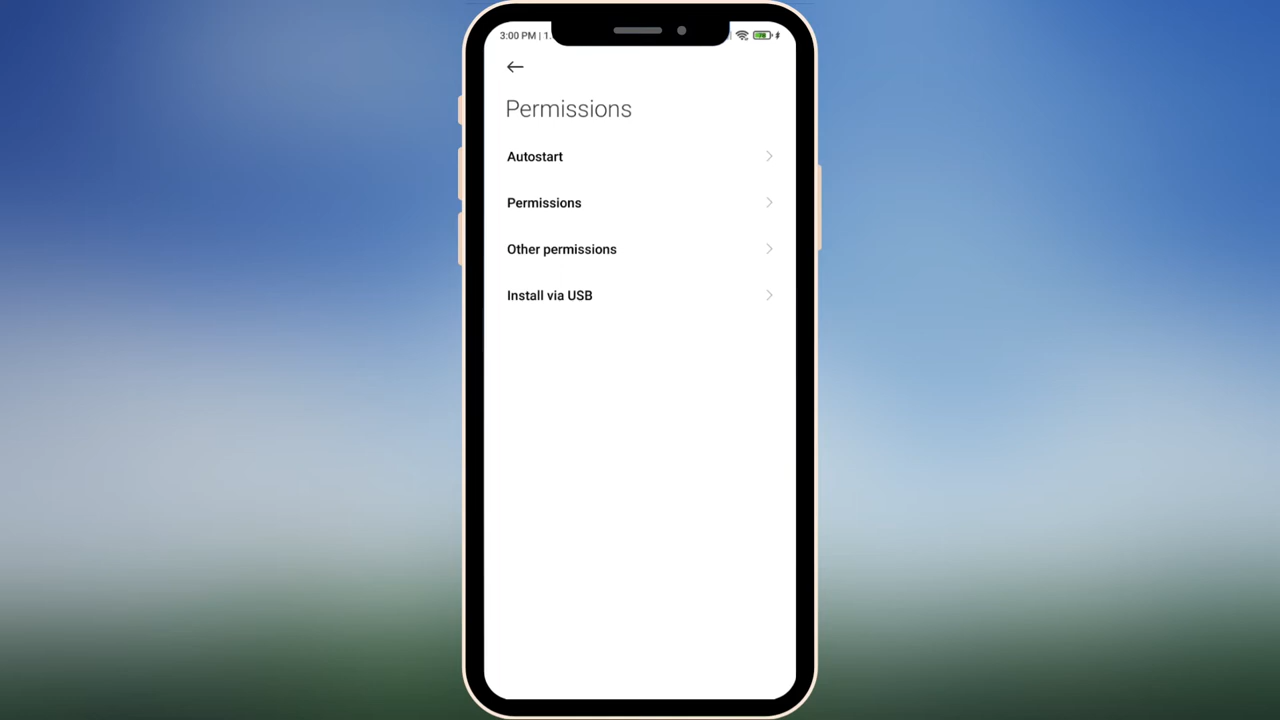 3:00 PM | 1.
Permissions
Autostart
Permissions
Other permissions
Install via USB